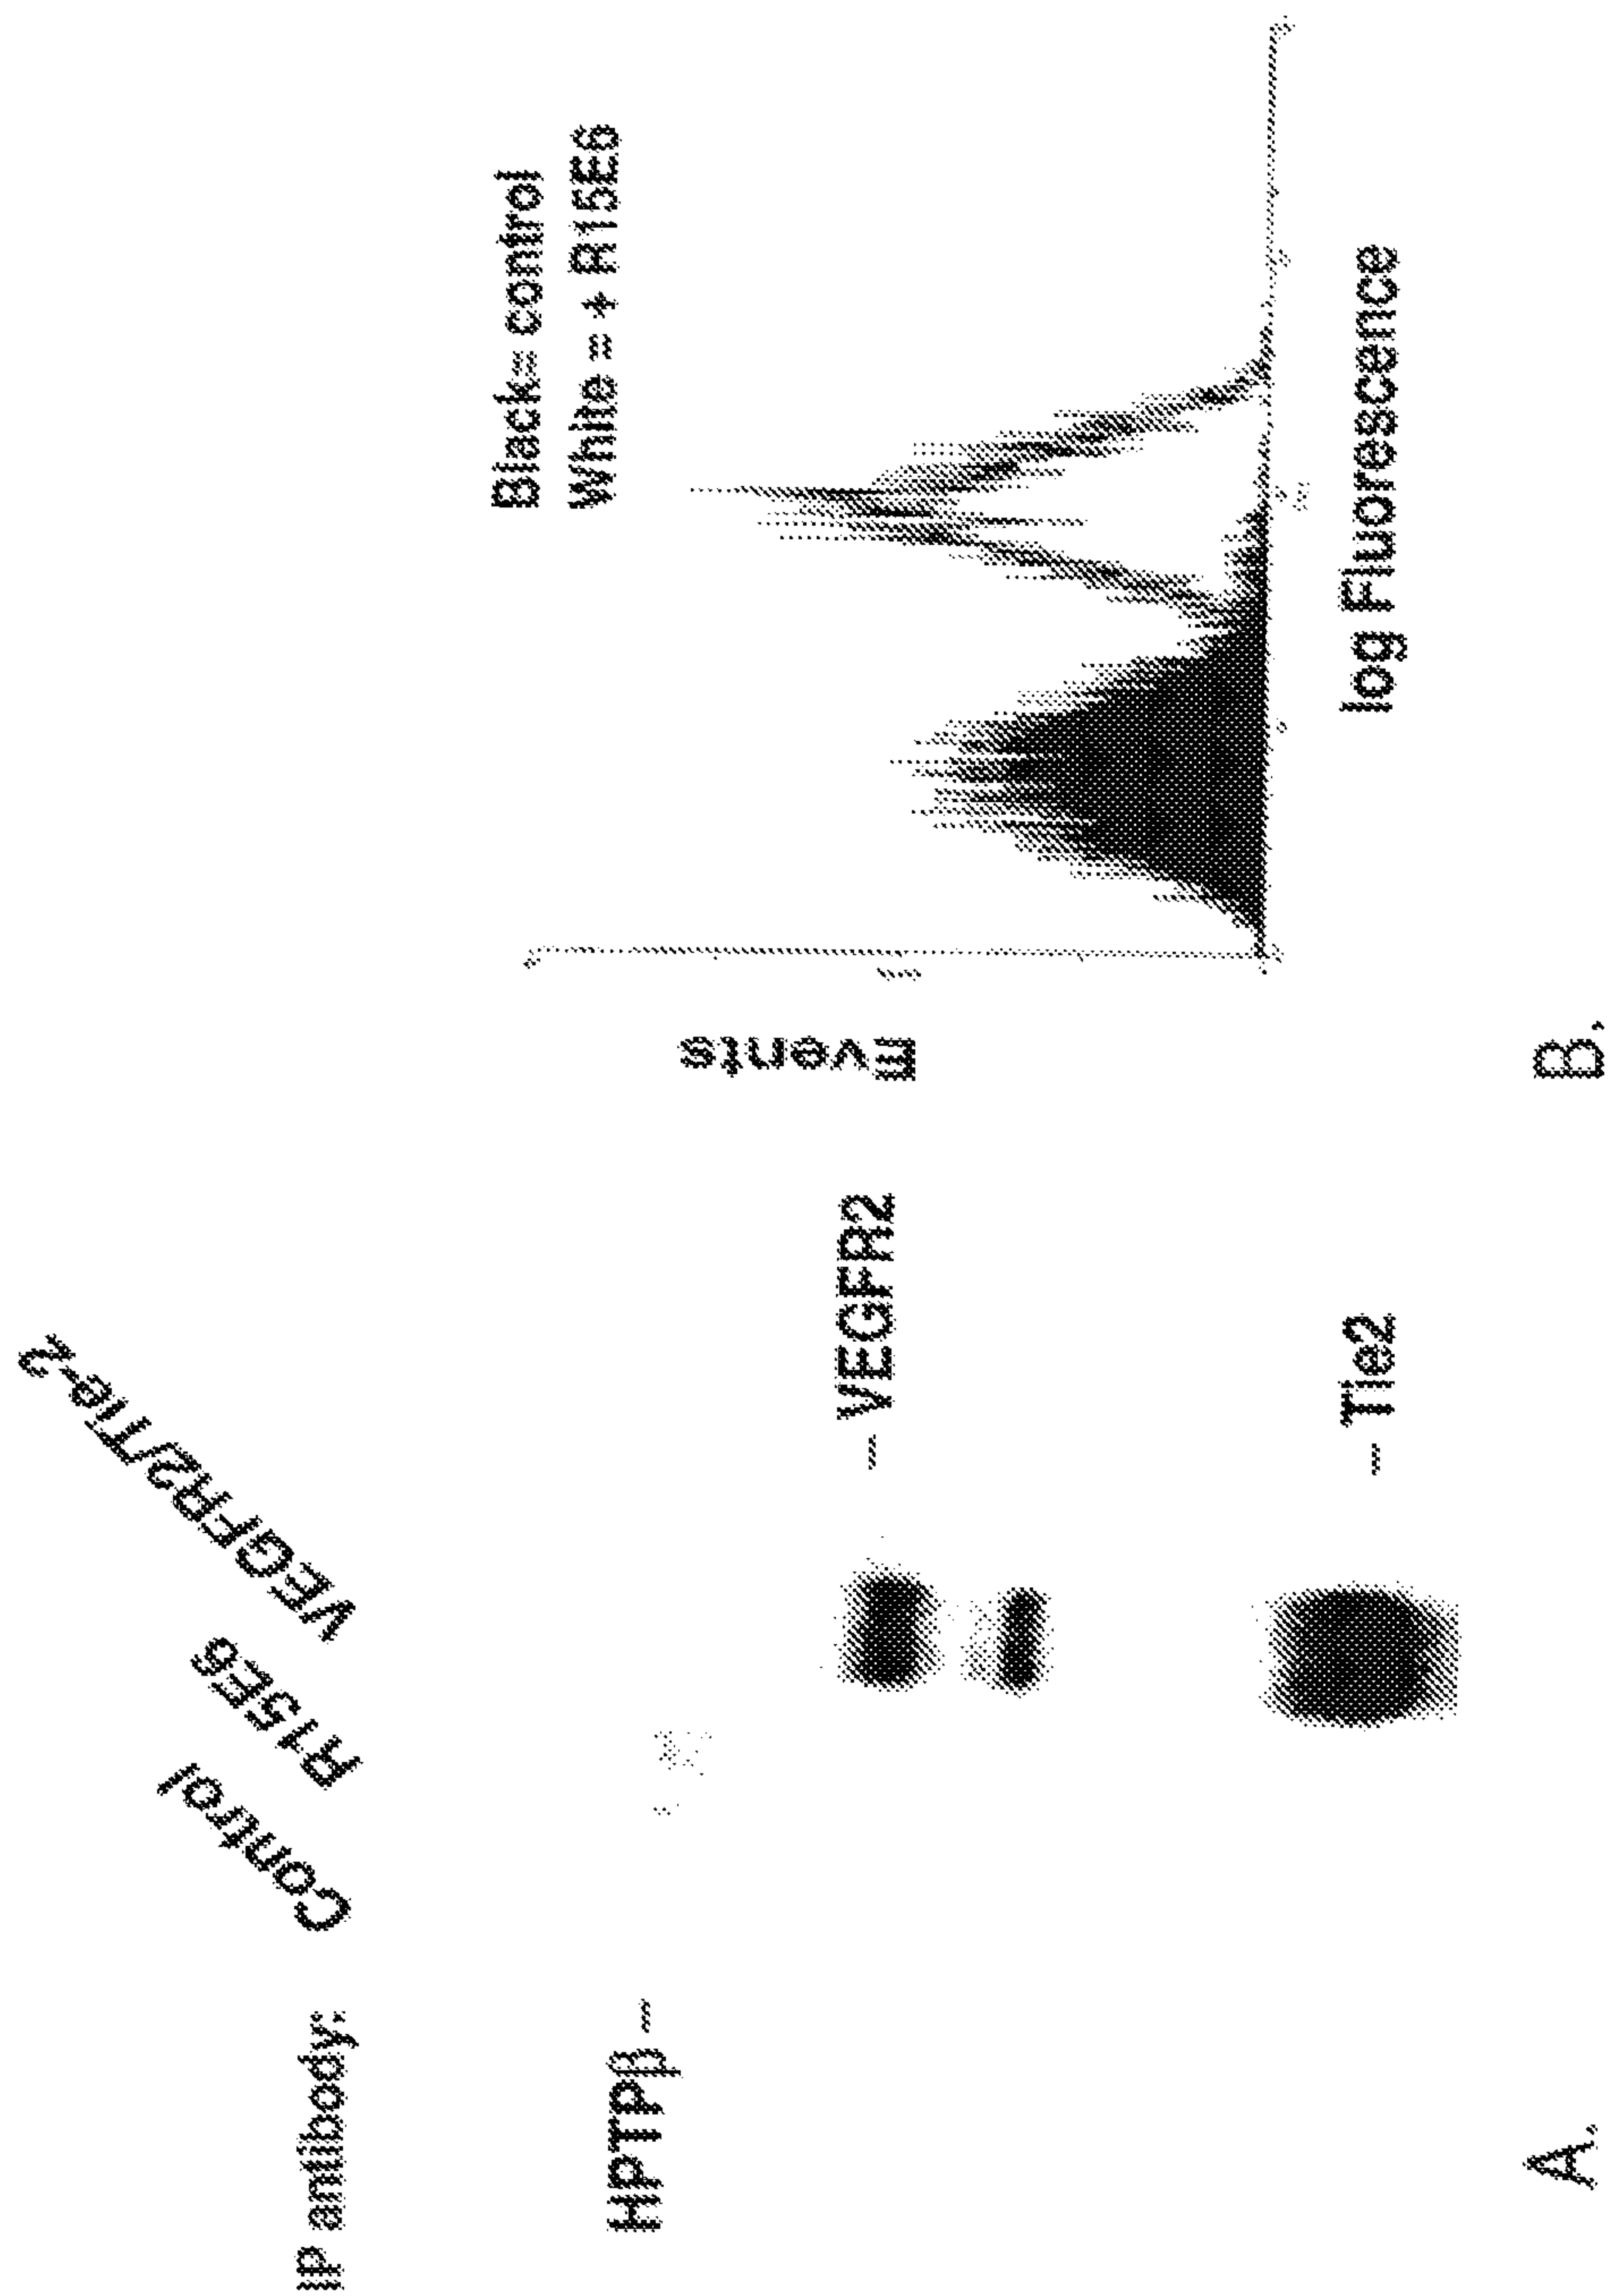 IP antibody:
Control
R15E6
VEGFR2/Tie-2
HPTPβ –
– VEGFR2
– Tie2
A.
Black= control
White = + R15E6
Events
log Fluorescence
B.